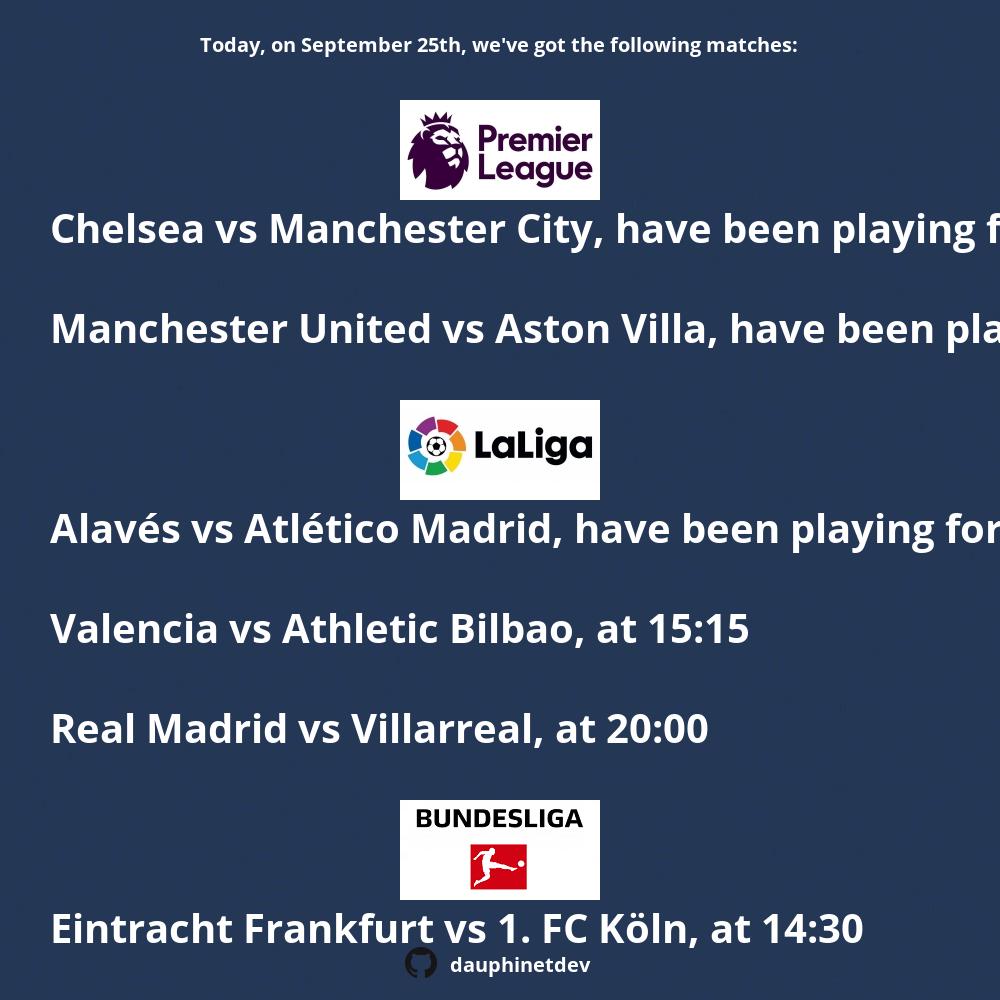 Today, on September 25th, we've got the following matches:
Premier
League
Chelsea vs Manchester City, have been playing
Manchester United vs Aston Villa, have been
LaLiga
Alavés vs Atlético Madrid, have been playing for
Valencia vs Athletic Bilbao, at 15:15
Real Madrid vs Villarreal, at 20:00
BUNDESLIGA
Eintracht Frankfurt vs 1. FC Köln, at 14:30
dauphinetdev